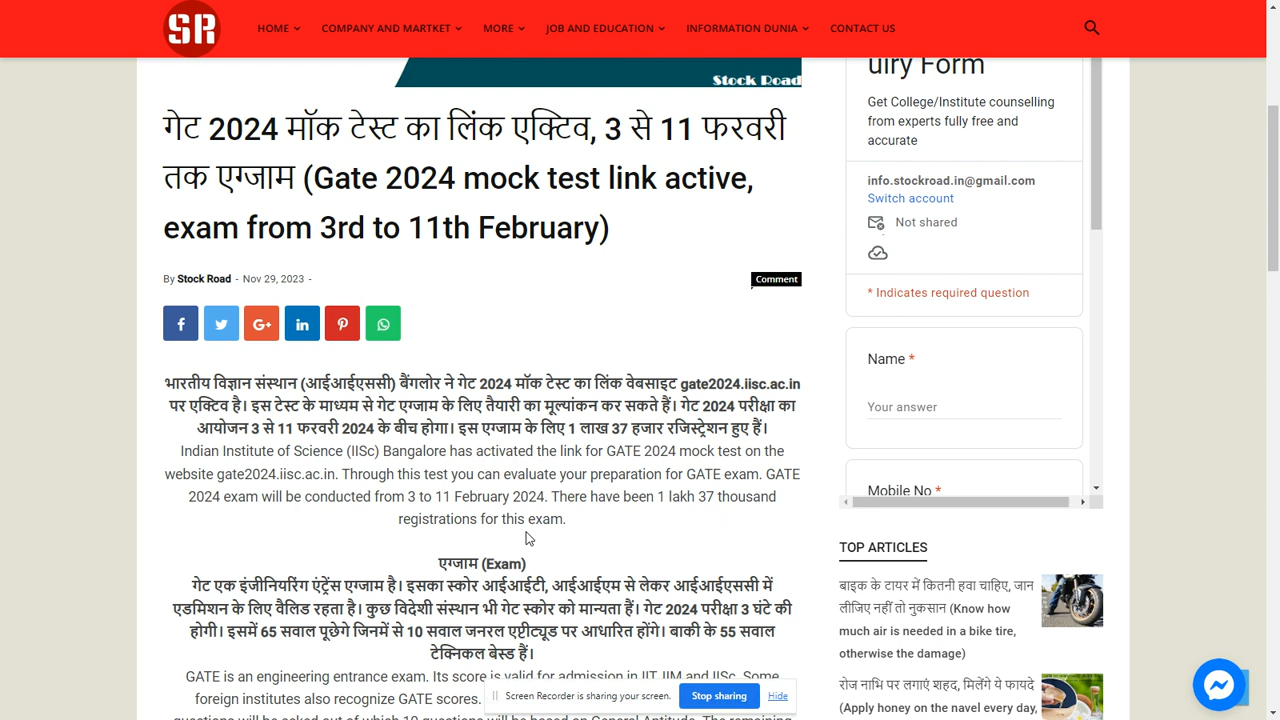 SR
HOME
COMPANY AND MARTKET
MORE
JOB AND EDUCATION
INFORMATION DUNIA
CONTACT US
Stock Road
गेट 2024 मॉक टेस्ट का लिंक एक्टिव, 3 से 11 फरवरी
तक एग्जाम (Gate 2024 mock test link active,
exam from 3rd to 11th February)
By Stock Road - Nov 29, 2023 -
Comment
भारतीय विज्ञान संस्थान (आईआईएससी) बैंगलोर ने गेट 2024 मॉक टेस्ट का लिंक वेबसाइट gate2024.iisc.ac.in
पर एक्टिव है। इस टेस्ट के माध्यम से गेट एग्जाम के लिए तैयारी का मूल्यांकन कर सकते हैं। गेट 2024 परीक्षा का
आयोजन 3 से 11 फरवरी 2024 के बीच होगा। इस एग्जाम के लिए 1 लाख 37 हजार रजिस्ट्रेशन हुए हैं।
Indian Institute of Science (IISc) Bangalore has activated the link for GATE 2024 mock test on the
website gate2024.iisc.ac.in. Through this test you can evaluate your preparation for GATE exam. GATE
2024 exam will be conducted from 3 to 11 February 2024. There have been 1 lakh 37 thousand
registrations for this exam.
एग्जाम (Exam)
गेट एक इंजीनियरिंग एंट्रेंस एग्जाम है। इसका स्कोर आईआईटी, आईआईएम से लेकर आईआईएससी में
एडमिशन के लिए वैलिड रहता है। कुछ विदेशी संस्थान भी गेट स्कोर को मान्यता हैं। गेट 2024 परीक्षा 3 घंटे की
होगी। इसमें 65 सवाल पूछेगे जिनमें से 10 सवाल जनरल एप्टीट्यूड पर आधारित होंगे। बाकी के 55 सवाल
टेक्निकल बेस्ड हैं।
GATE is an engineering entrance exam. Its score is valid for admission in IIT, IIM and IISc. Some
foreign institutes also recognize GATE scores.
uiry Form
Get College/Institute counselling
from experts fully free and
accurate
info.stockroad.in@gmail.com
Switch account
Not shared
* Indicates required question
Name *
Your answer
Mobile No *
TOP ARTICLES
बाइक के टायर में कितनी हवा चाहिए, जान
लीजिए नहीं तो नुकसान (Know how
much air is needed in a bike tire,
otherwise the damage)
रोज नाभि पर लगाएं शहद, मिलेंगे ये फायदे
(Apply honey on the navel every day,
Screen Recorder is sharing your screen.
Stop sharing
Hide